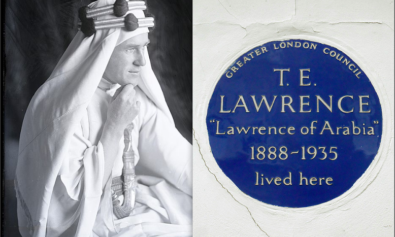 GREATER LONDON COUNCIL
T. E.
LAWRENCE
"Lawrence of Arabia"
1888-1935
lived here